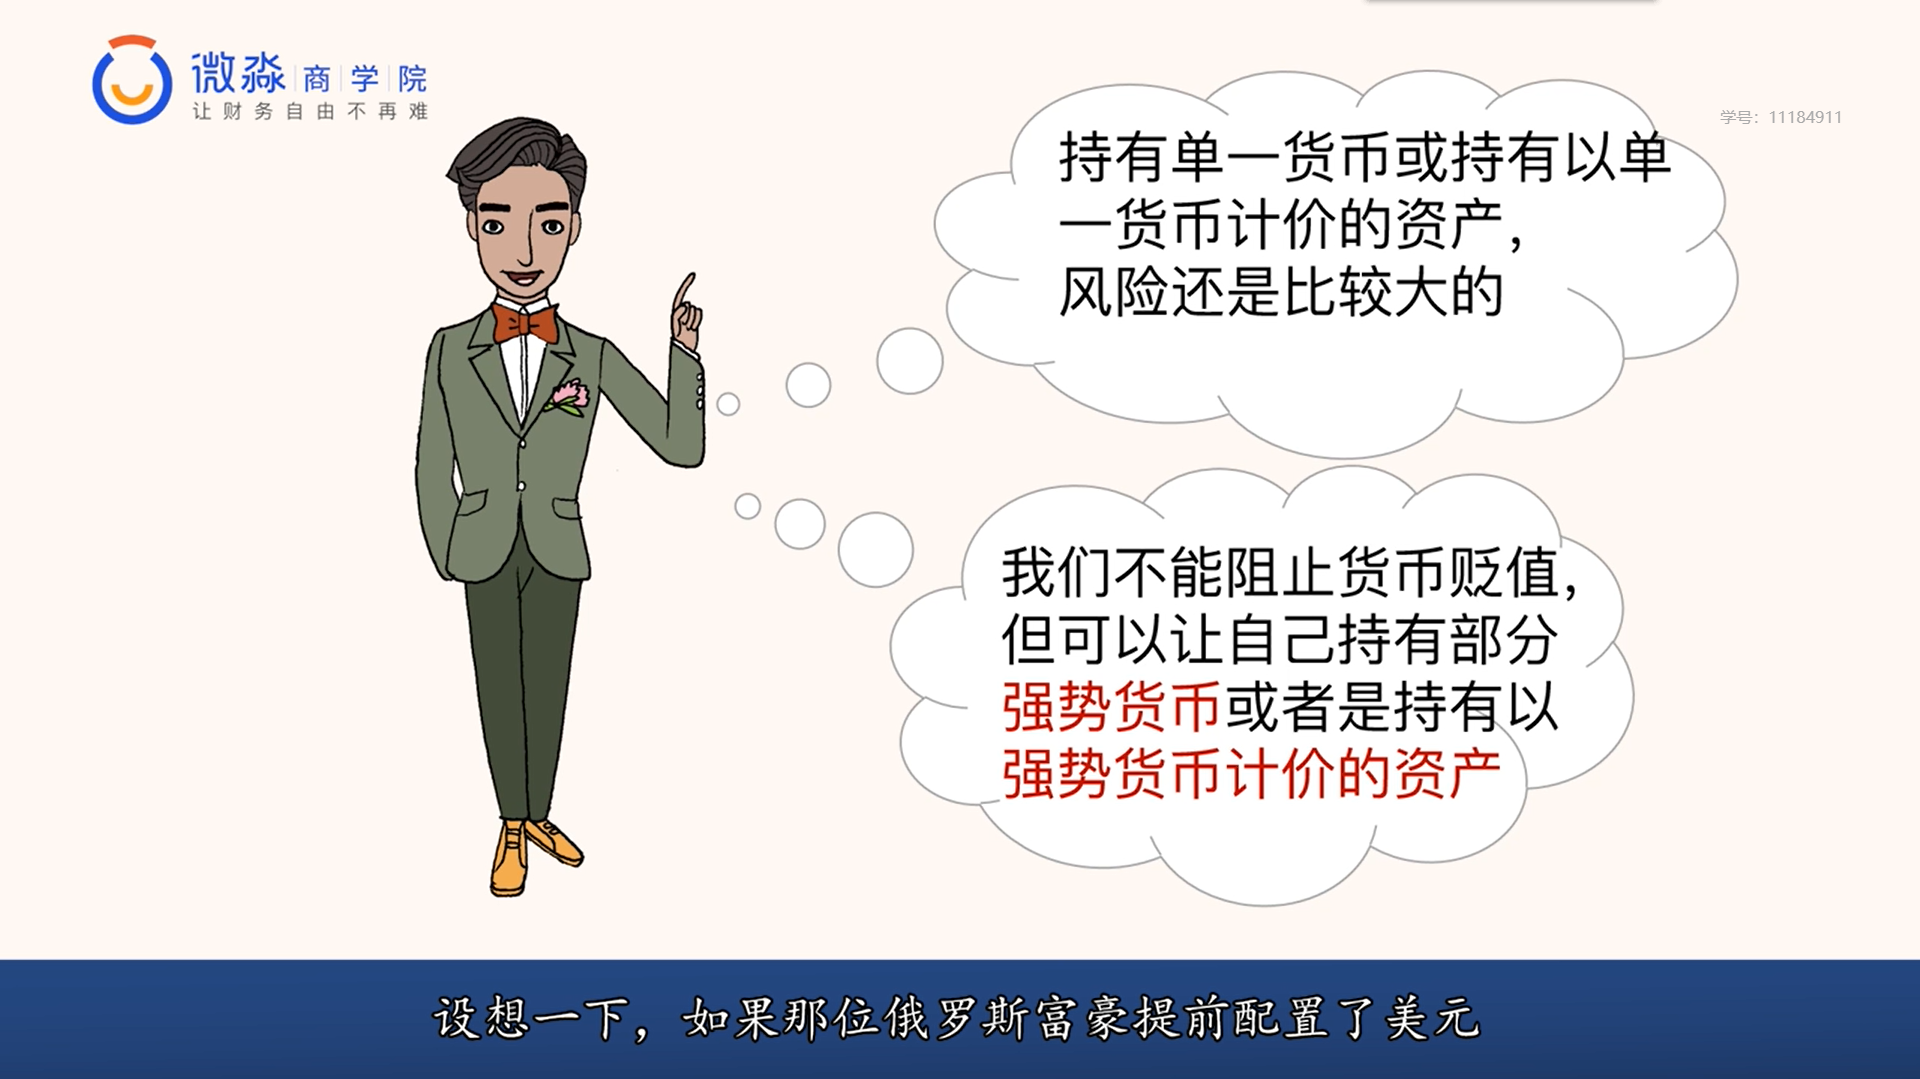 微淼商学院
让财务自由不再难
学号：11184911
持有单一货币或持有以单
一货币计价的资产，
风险还是比较大的
我们不能阻止货币贬值，
但可以让自己持有部分
强势货币或者是持有以
强势货币计价的资产
设想一下，如果那位俄罗斯富豪提前配置了美元